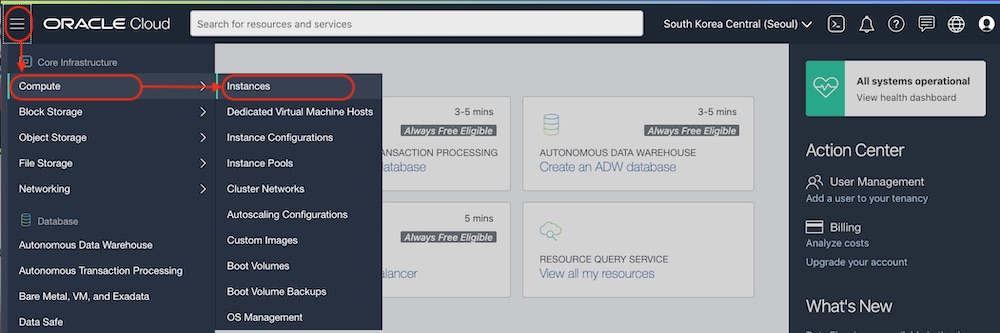 ORACLE Cloud
Search for resources and services
South Korea Central (Seoul)
Core Infrastructure
Compute
Block Storage
Object Storage
File Storage
Networking
Database
Autonomous Data Warehouse
Autonomous Transaction Processing
Bare Metal, VM, and Exadata
Data Safe
Instances
Dedicated Virtual Machine Hosts
Instance Configurations
Instance Pools
Cluster Networks
Autoscaling Configurations
Custom Images
Boot Volumes
Boot Volume Backups
OS Management
3-5 mins
Always Free Eligible
PROCESSING
3-5 mins
Always Free Eligible
AUTONOMOUS DATA WAREHOUSE
Create an ADW database
5 mins
Always Free Eligible
RESOURCE QUERY SERVICE
View all my resources
All systems operational
View health dashboard
Action Center
User Management
Add a user to your tenancy
Billing
Analyze costs
Upgrade your account
What's New